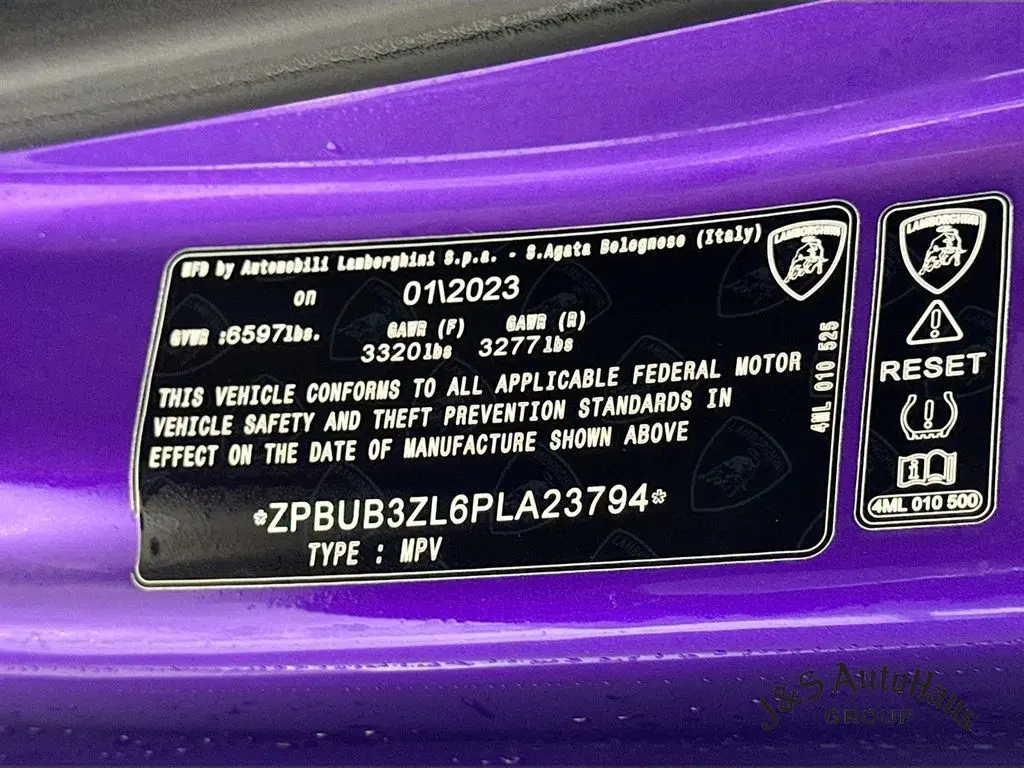 MFD by Automobili Lamborghini S.p.a. - S.Agata Bolognese (Italy)
on 01\2023
GVWR :6597lbs. GAWR (F) GAWR (R)
3320lbs 3277lbs
THIS VEHICLE CONFORMS TO ALL APPLICABLE FEDERAL MOTOR
VEHICLE SAFETY AND THEFT PREVENTION STANDARDS IN
EFFECT ON THE DATE OF MANUFACTURE SHOWN ABOVE
*ZPBUB3ZL6PLA23794*
TYPE : MPV
4ML 010 525
LAMBORGHINI
LAMBORGHINI
RESET
4ML 010 500
J&S AutoHaus
GROUP